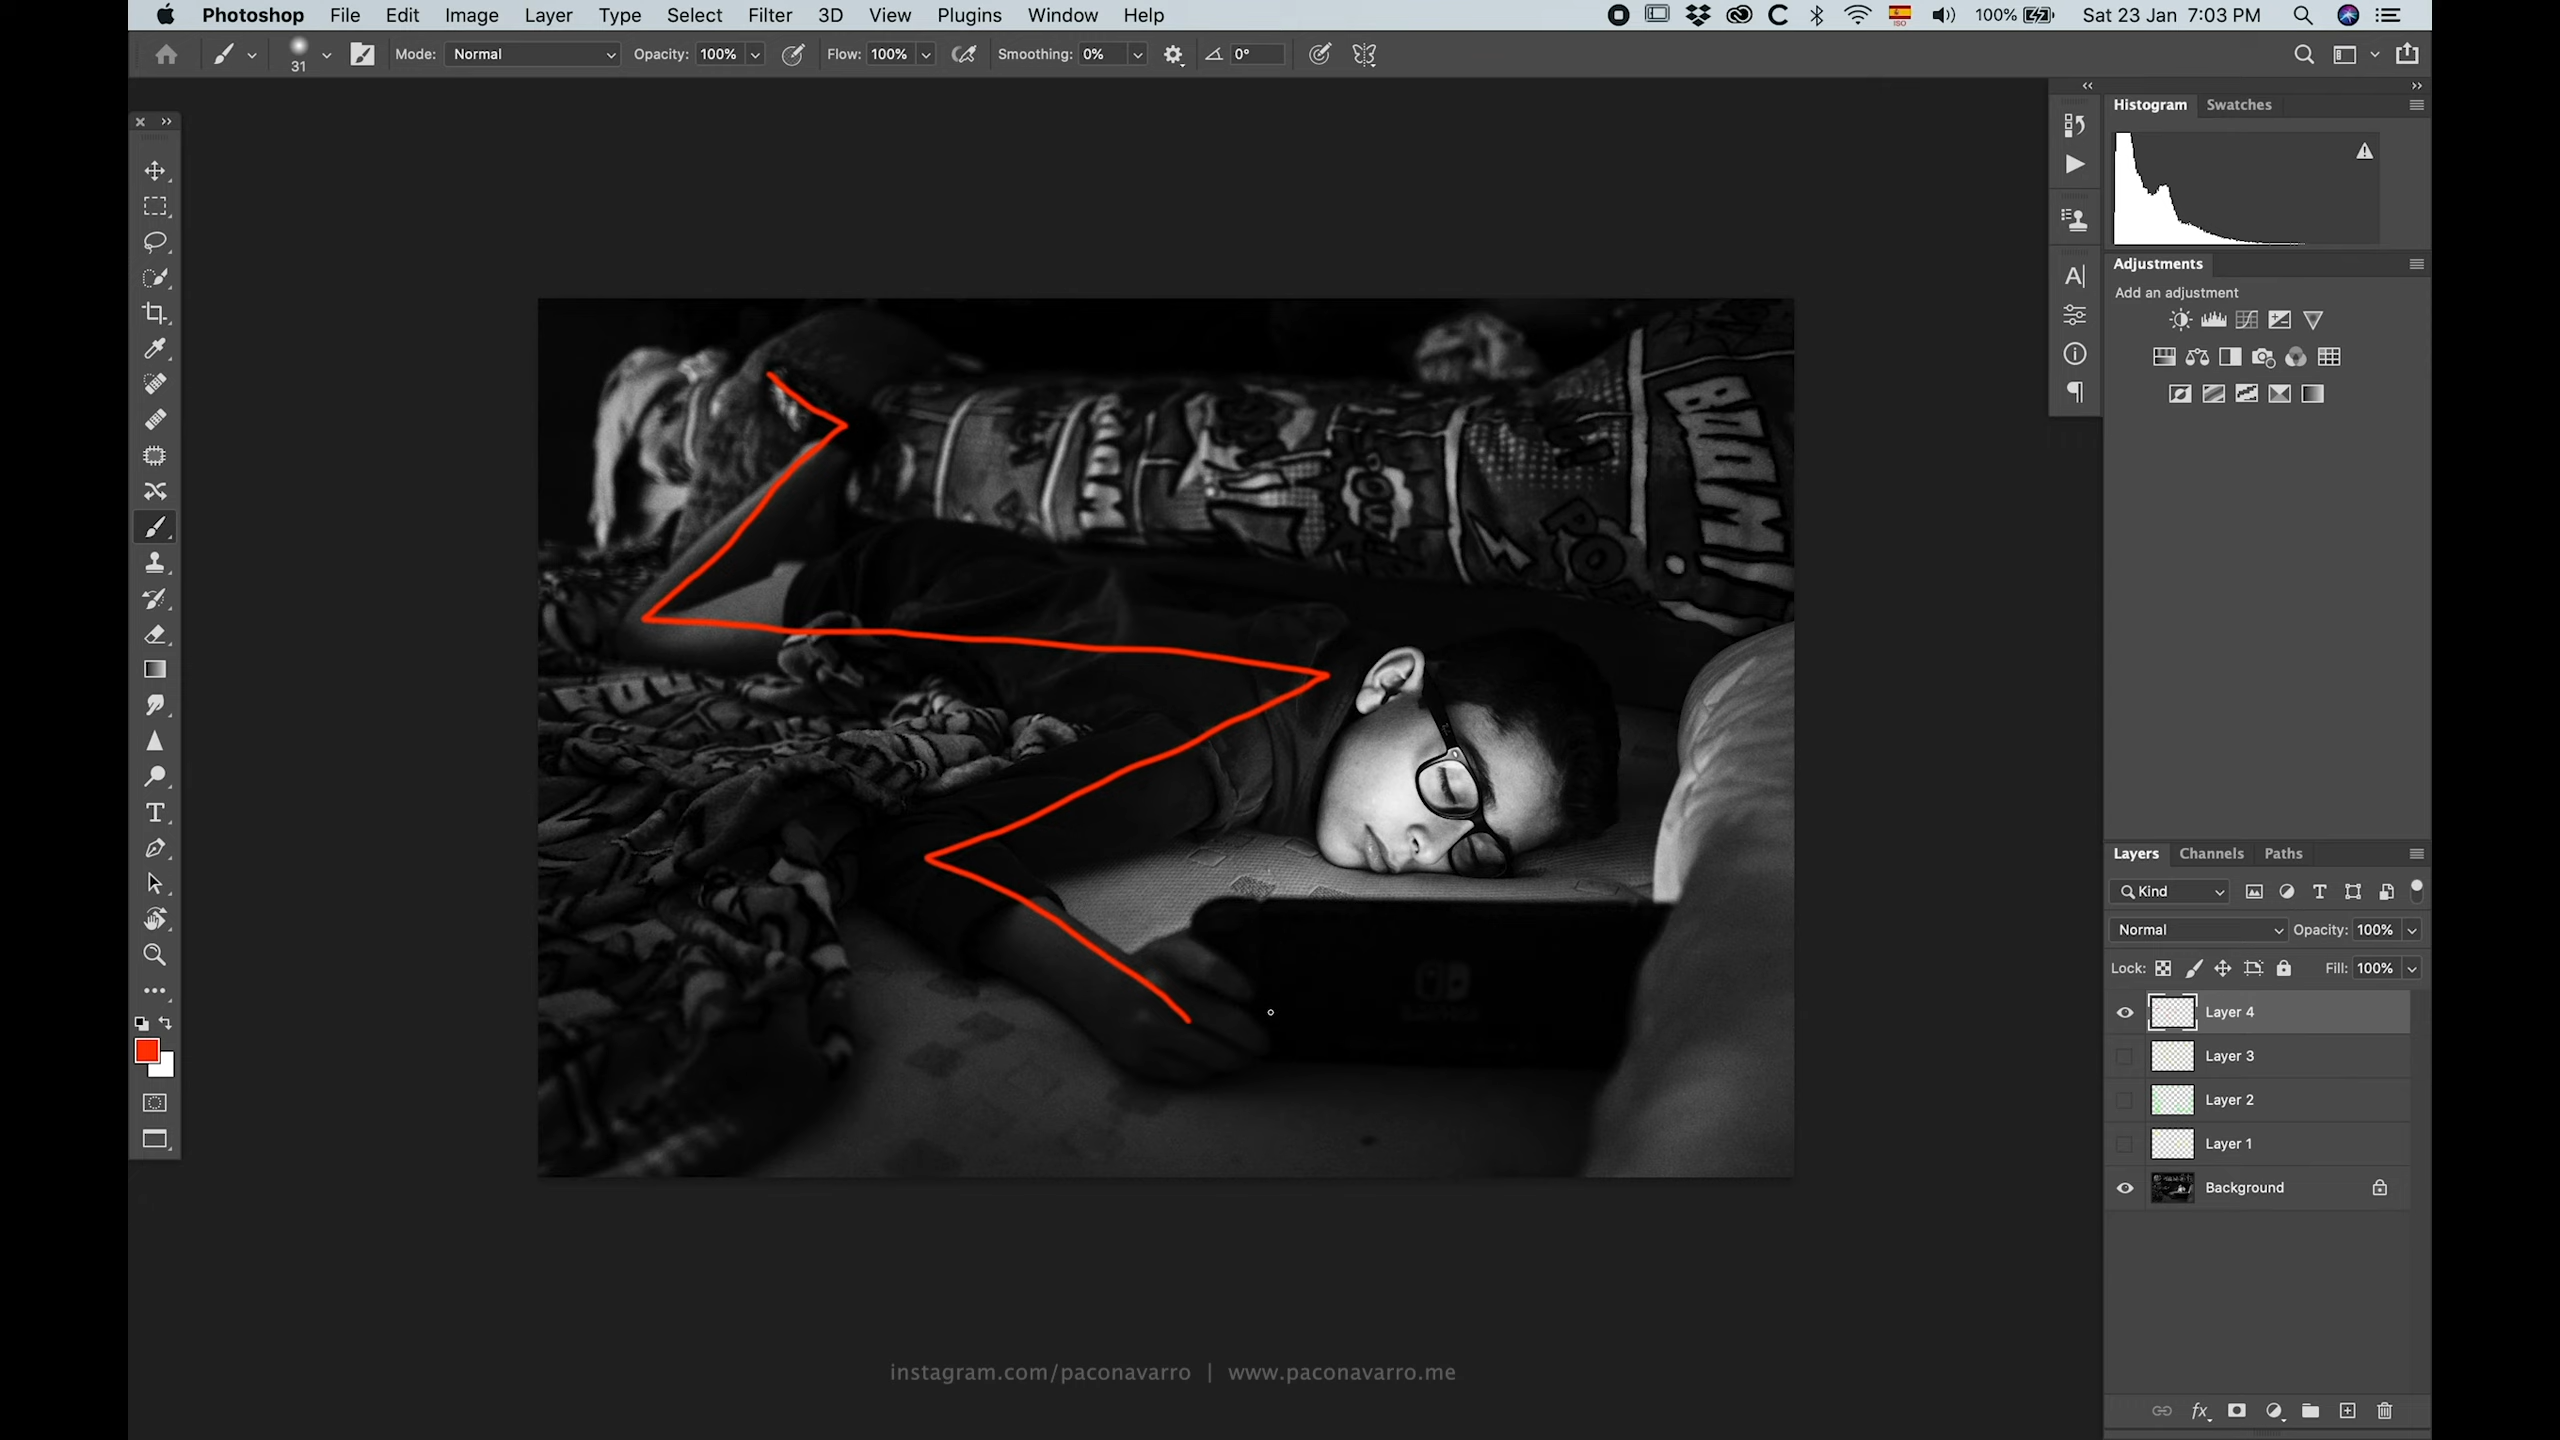 Photoshop File Edit Image Layer Type Select Filter 3D View Plugins Window Help 100% Sat 23 Jan 7:03 PM
ISO
31 Mode: Normal Opacity: 100% Flow: 100% Smoothing: 0% 0°
Histogram Swatches
Adjustments
Add an adjustment
BOOM!
Layers Channels Paths
Kind
Normal Opacity: 100%
Lock: Fill: 100%
Layer 4
Layer 3
Layer 2
Layer 1
Background
instagram.com/paconavarro | www.paconavarro.me